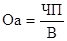 Оа = ЧП / В